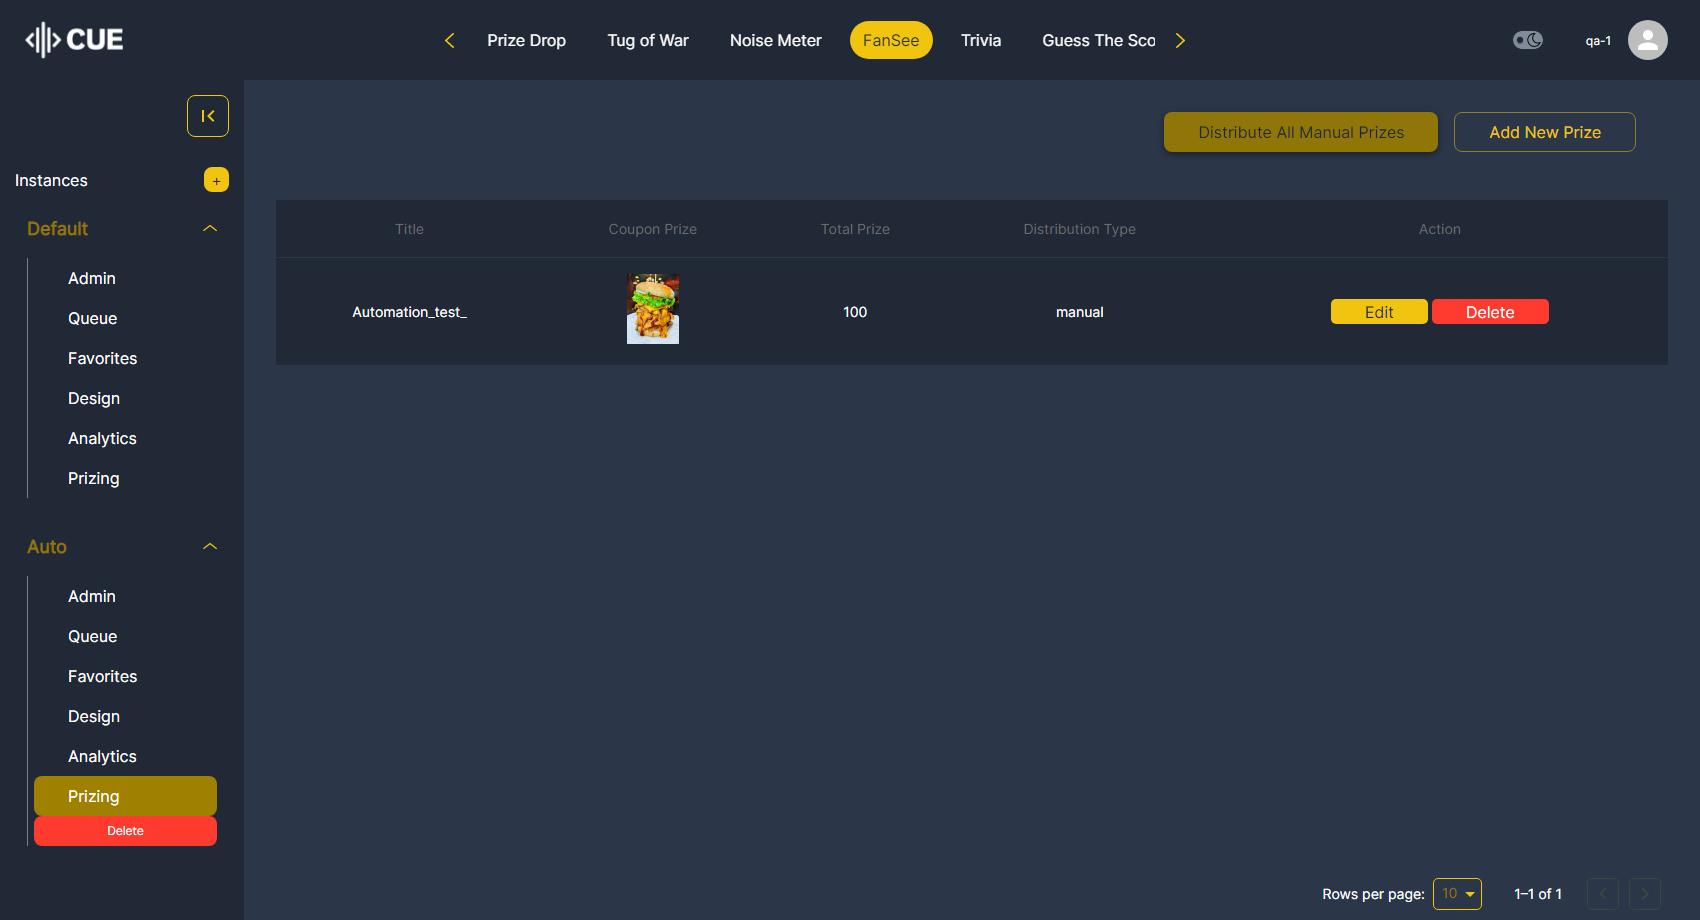 CUE
Prize Drop Tug of War Noise Meter FanSee Trivia Guess The Sco
qa-1
Instances +
Default
Admin
Queue
Favorites
Design
Analytics
Prizing
Auto
Admin
Queue
Favorites
Design
Analytics
Prizing
Delete
Distribute All Manual Prizes Add New Prize
Title Coupon Prize Total Prize Distribution Type Action
Automation_test_ 100 manual Edit Delete
Rows per page: 10 1–1 of 1